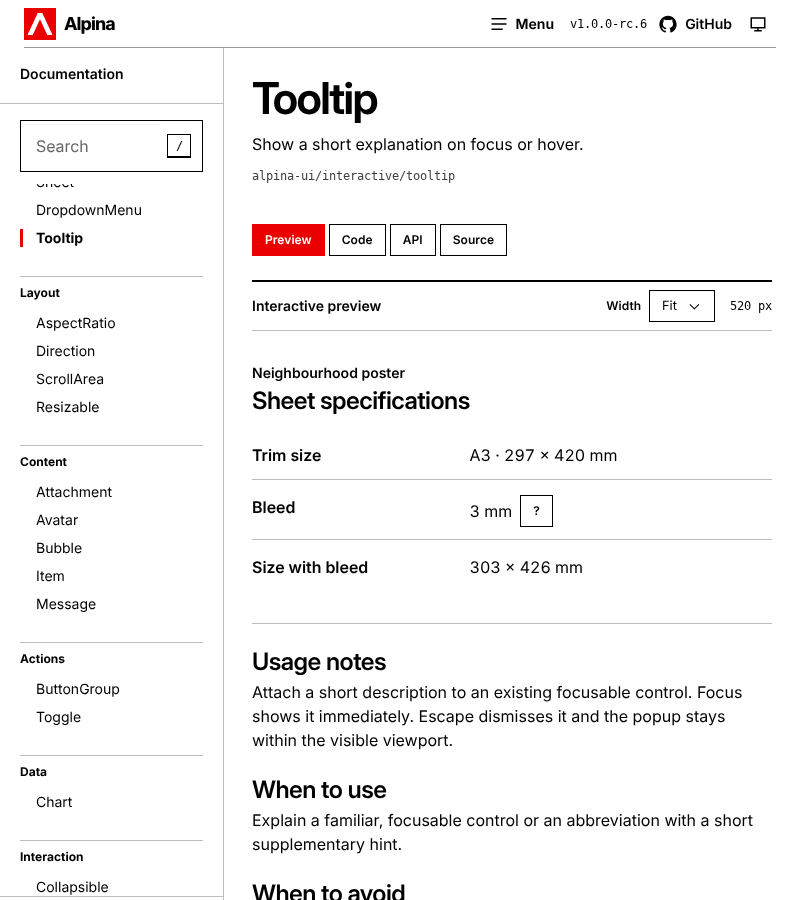 Alpina
Menu
v1.0.0-rc.6
GitHub
Documentation
Search
/
Sheet
DropdownMenu
Tooltip
Layout
AspectRatio
Direction
ScrollArea
Resizable
Content
Attachment
Avatar
Bubble
Item
Message
Actions
ButtonGroup
Toggle
Data
Chart
Interaction
Collapsible
Tooltip
Show a short explanation on focus or hover.
alpina-ui/interactive/tooltip
Preview
Code
API
Source
Interactive preview
Width
Fit
520 px
Neighbourhood poster
Sheet specifications
Trim size
A3 · 297 × 420 mm
Bleed
3 mm
?
Size with bleed
303 × 426 mm
Usage notes
Attach a short description to an existing focusable control. Focus
shows it immediately. Escape dismisses it and the popup stays
within the visible viewport.
When to use
Explain a familiar, focusable control or an abbreviation with a short
supplementary hint.
When to avoid